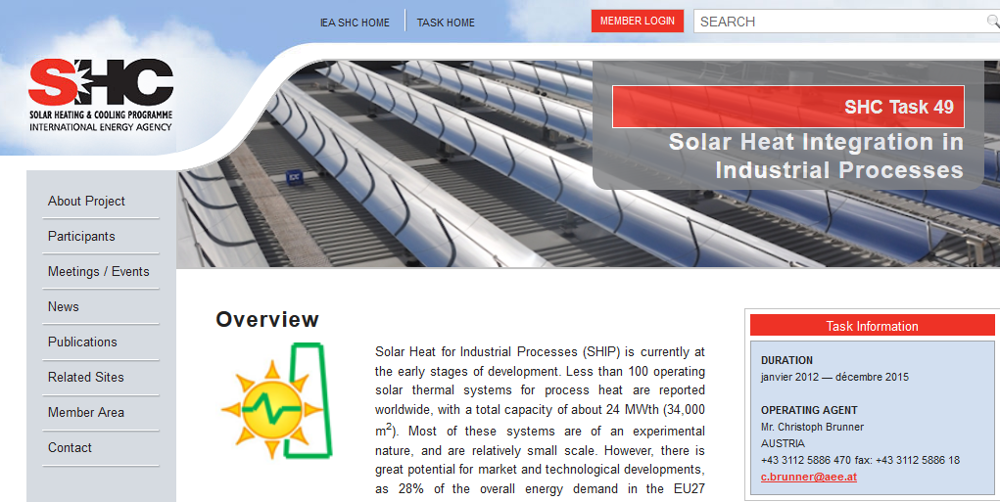 IEA SHC HOME
TASK HOME
MEMBER LOGIN
SEARCH
SHC
SOLAR HEATING & COOLING PROGRAMME
INTERNATIONAL ENERGY AGENCY
SHC Task 49
Solar Heat Integration in
Industrial Processes
About Project
Participants
Meetings / Events
News
Publications
Related Sites
Member Area
Contact
Overview
Solar Heat for Industrial Processes (SHIP) is currently at
the early stages of development. Less than 100 operating
solar thermal systems for process heat are reported
worldwide, with a total capacity of about 24 MWth (34,000
m²). Most of these systems are of an experimental
nature, and are relatively small scale. However, there is
great potential for market and technological developments,
as 28% of the overall energy demand in the EU27
Task Information
DURATION
janvier 2012 — décembre 2015
OPERATING AGENT
Mr. Christoph Brunner
AUSTRIA
+43 3112 5886 470 fax: +43 3112 5886 18
c.brunner@aee.at